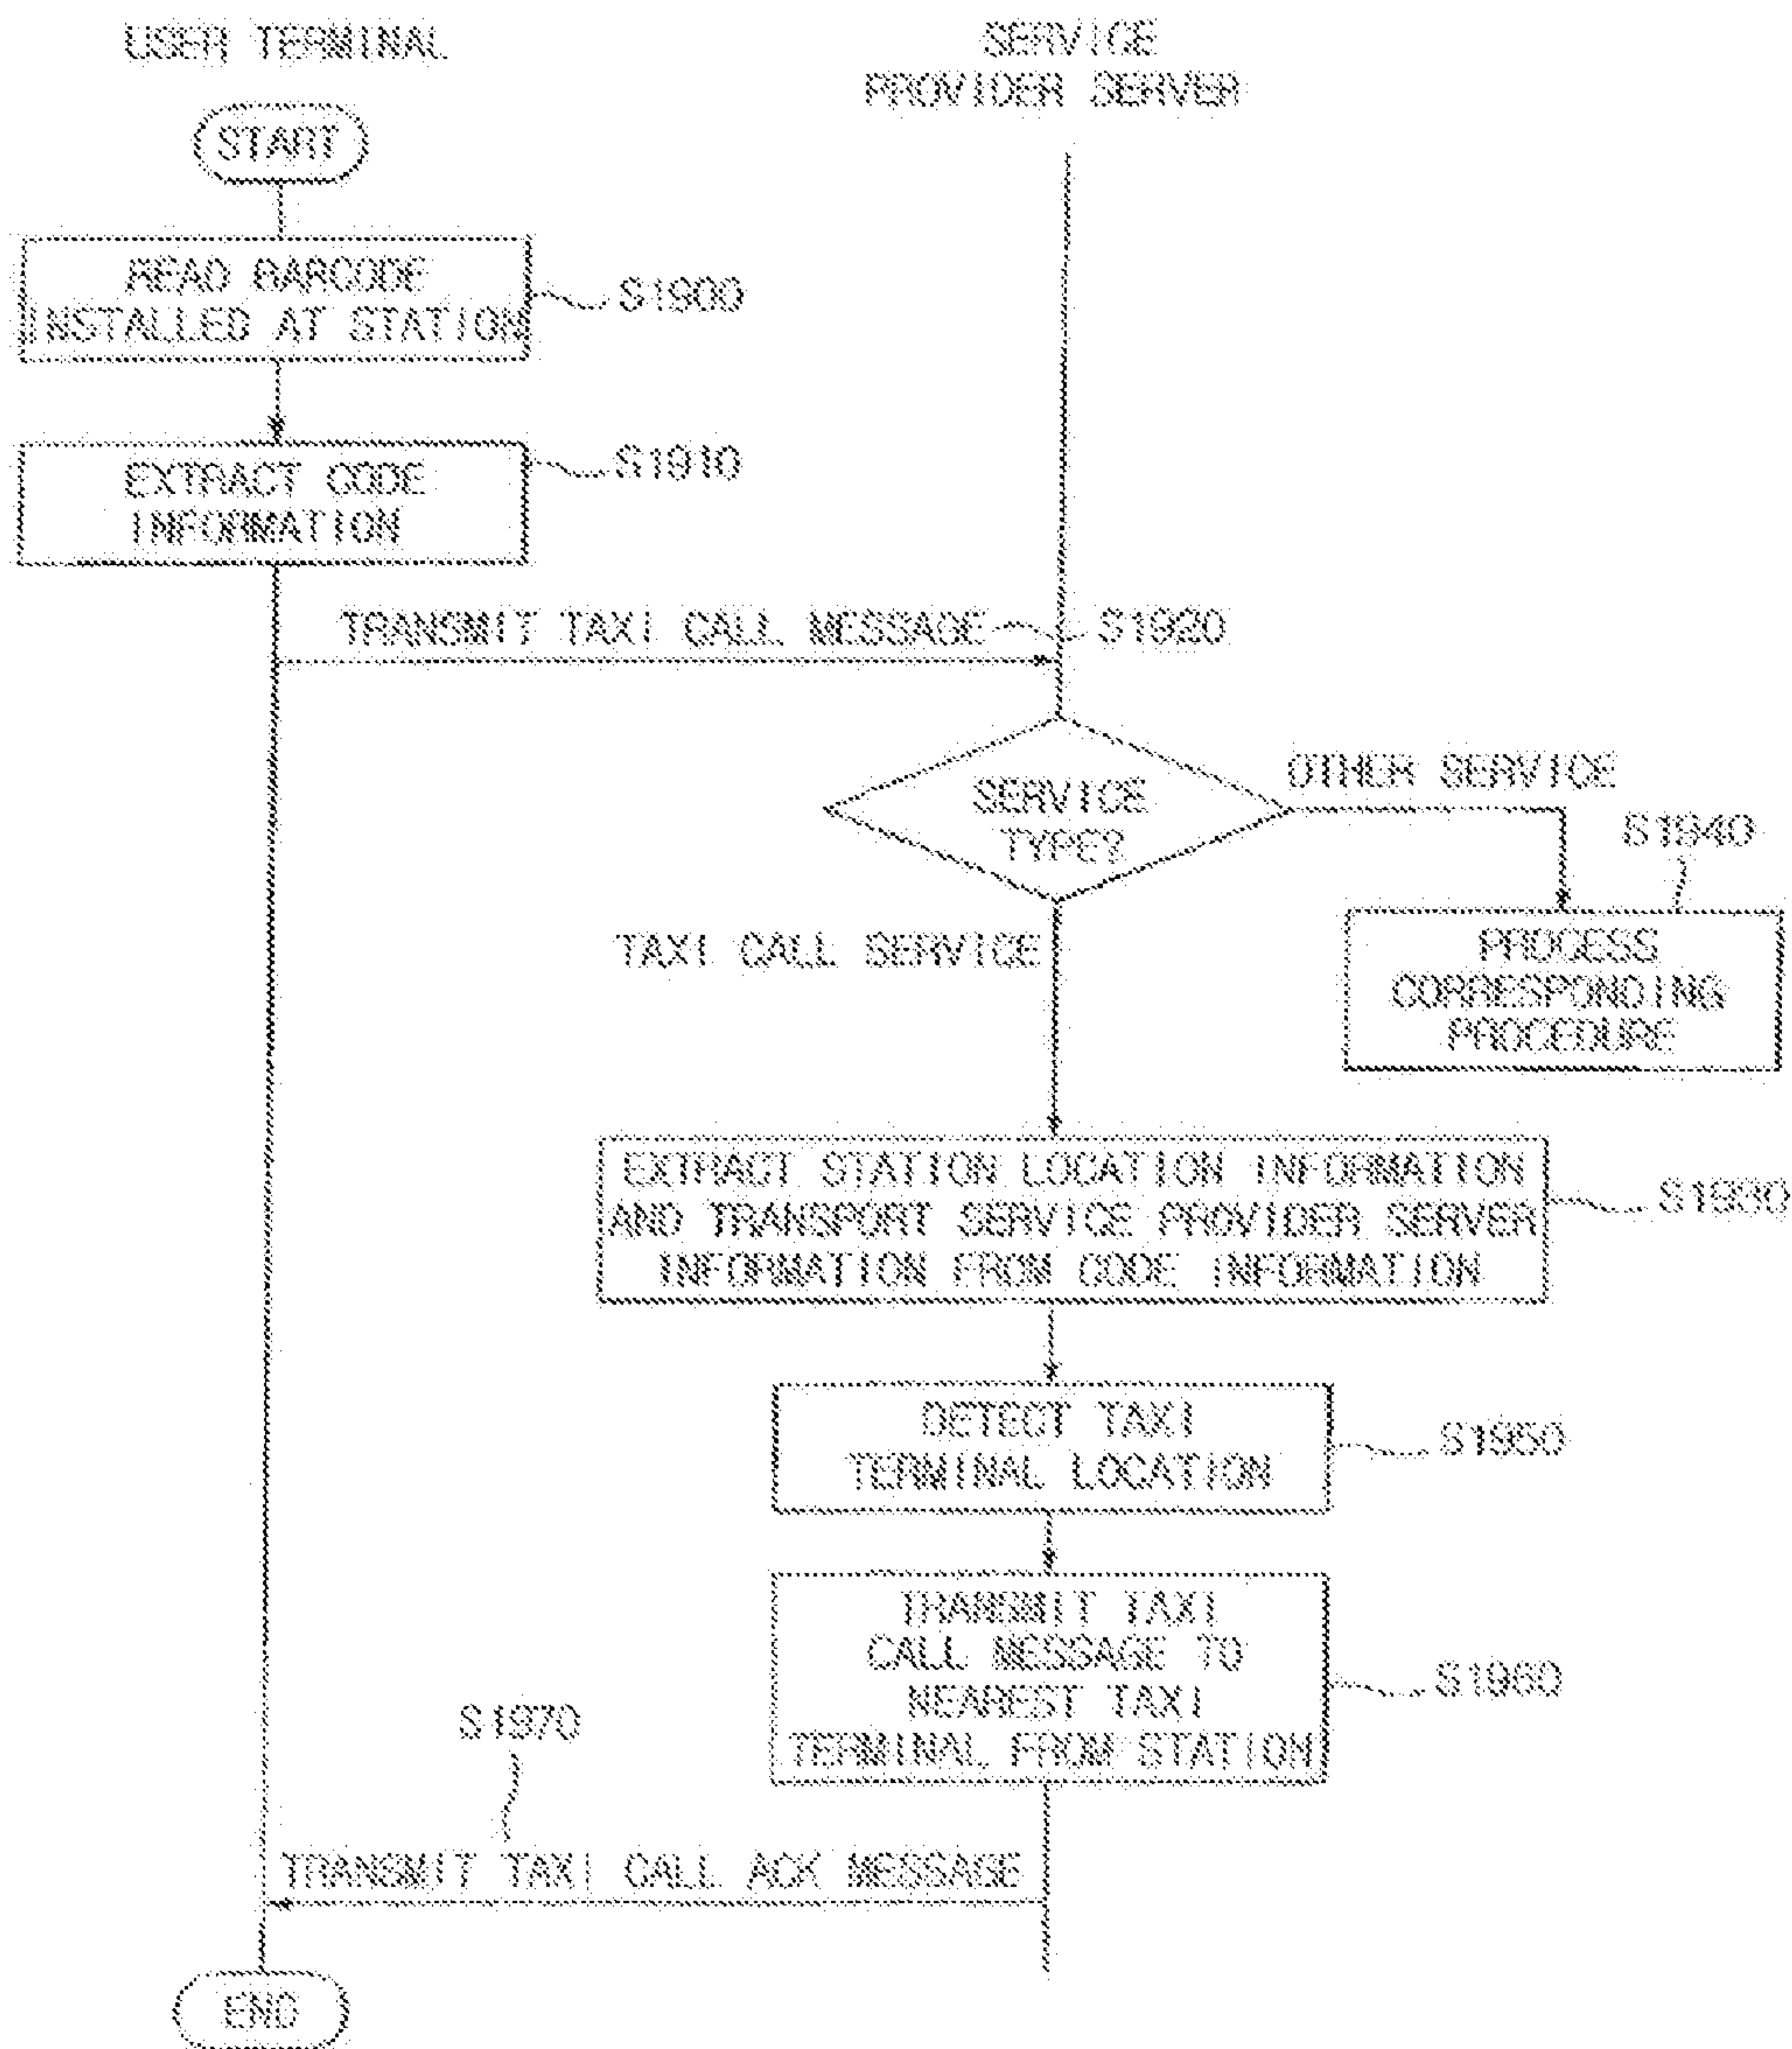 USER TERMINAL
SERVICE
PROVIDER SERVER
START
READ BARCODE
INSTALLED AT STATION
S1900
EXTRACT CODE
INFORMATION
S1910
TRANSMIT TAXI CALL MESSAGE
S1920
SERVICE
TYPE?
OTHER SERVICE
S1940
TAXI CALL SERVICE
PROCESS
CORRESPONDING
PROCEDURE
EXTRACT STATION LOCATION INFORMATION
AND TRANSPORT SERVICE PROVIDER SERVER
INFORMATION FROM CODE INFORMATION
S1930
DETECT TAXI
TERMINAL LOCATION
S1950
TRANSMIT TAXI
CALL MESSAGE TO
NEAREST TAXI
TERMINAL FROM STATION
S1960
S1970
TRANSMIT TAXI CALL ACK MESSAGE
END